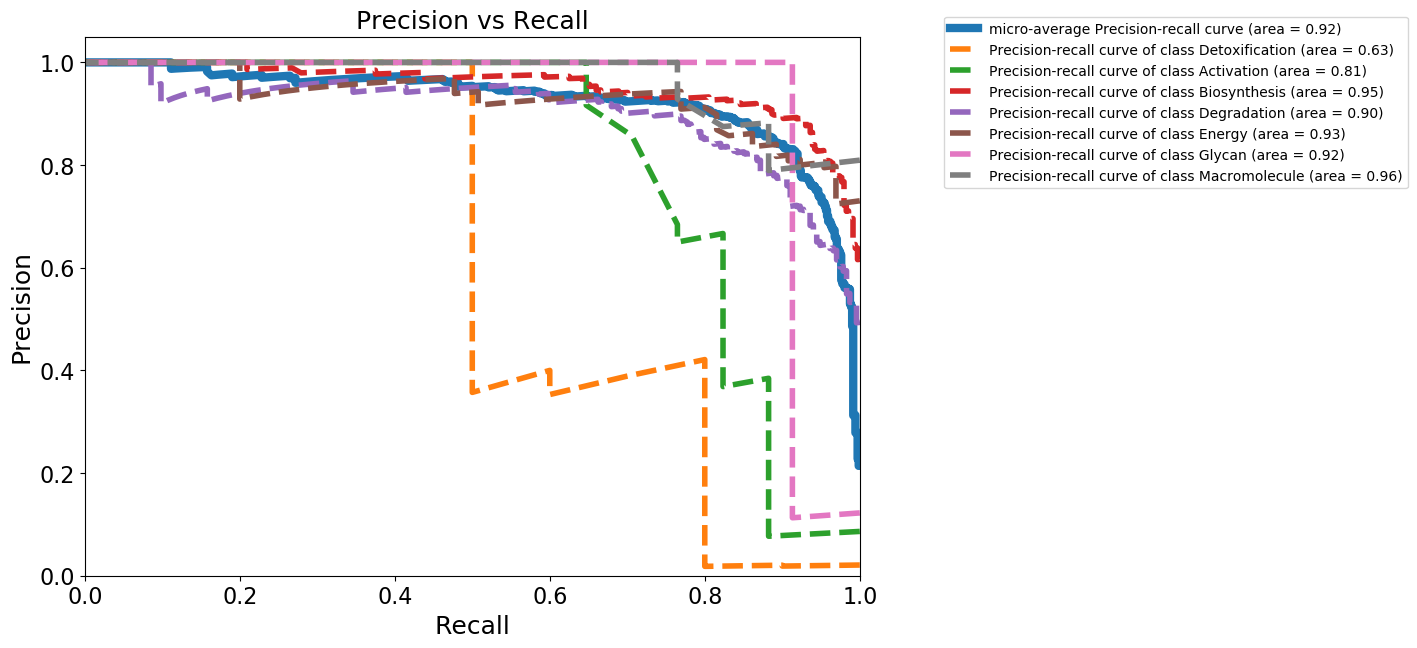 Precision vs Recall
1.0
0.8
0.6
0.4
0.2
0.0
Precision
0.0 0.2 0.4 0.6 0.8 1.0
Recall
micro-average Precision-recall curve (area = 0.92)
Precision-recall curve of class Detoxification (area = 0.63)
Precision-recall curve of class Activation (area = 0.81)
Precision-recall curve of class Biosynthesis (area = 0.95)
Precision-recall curve of class Degradation (area = 0.90)
Precision-recall curve of class Energy (area = 0.93)
Precision-recall curve of class Glycan (area = 0.92)
Precision-recall curve of class Macromolecule (area = 0.96)